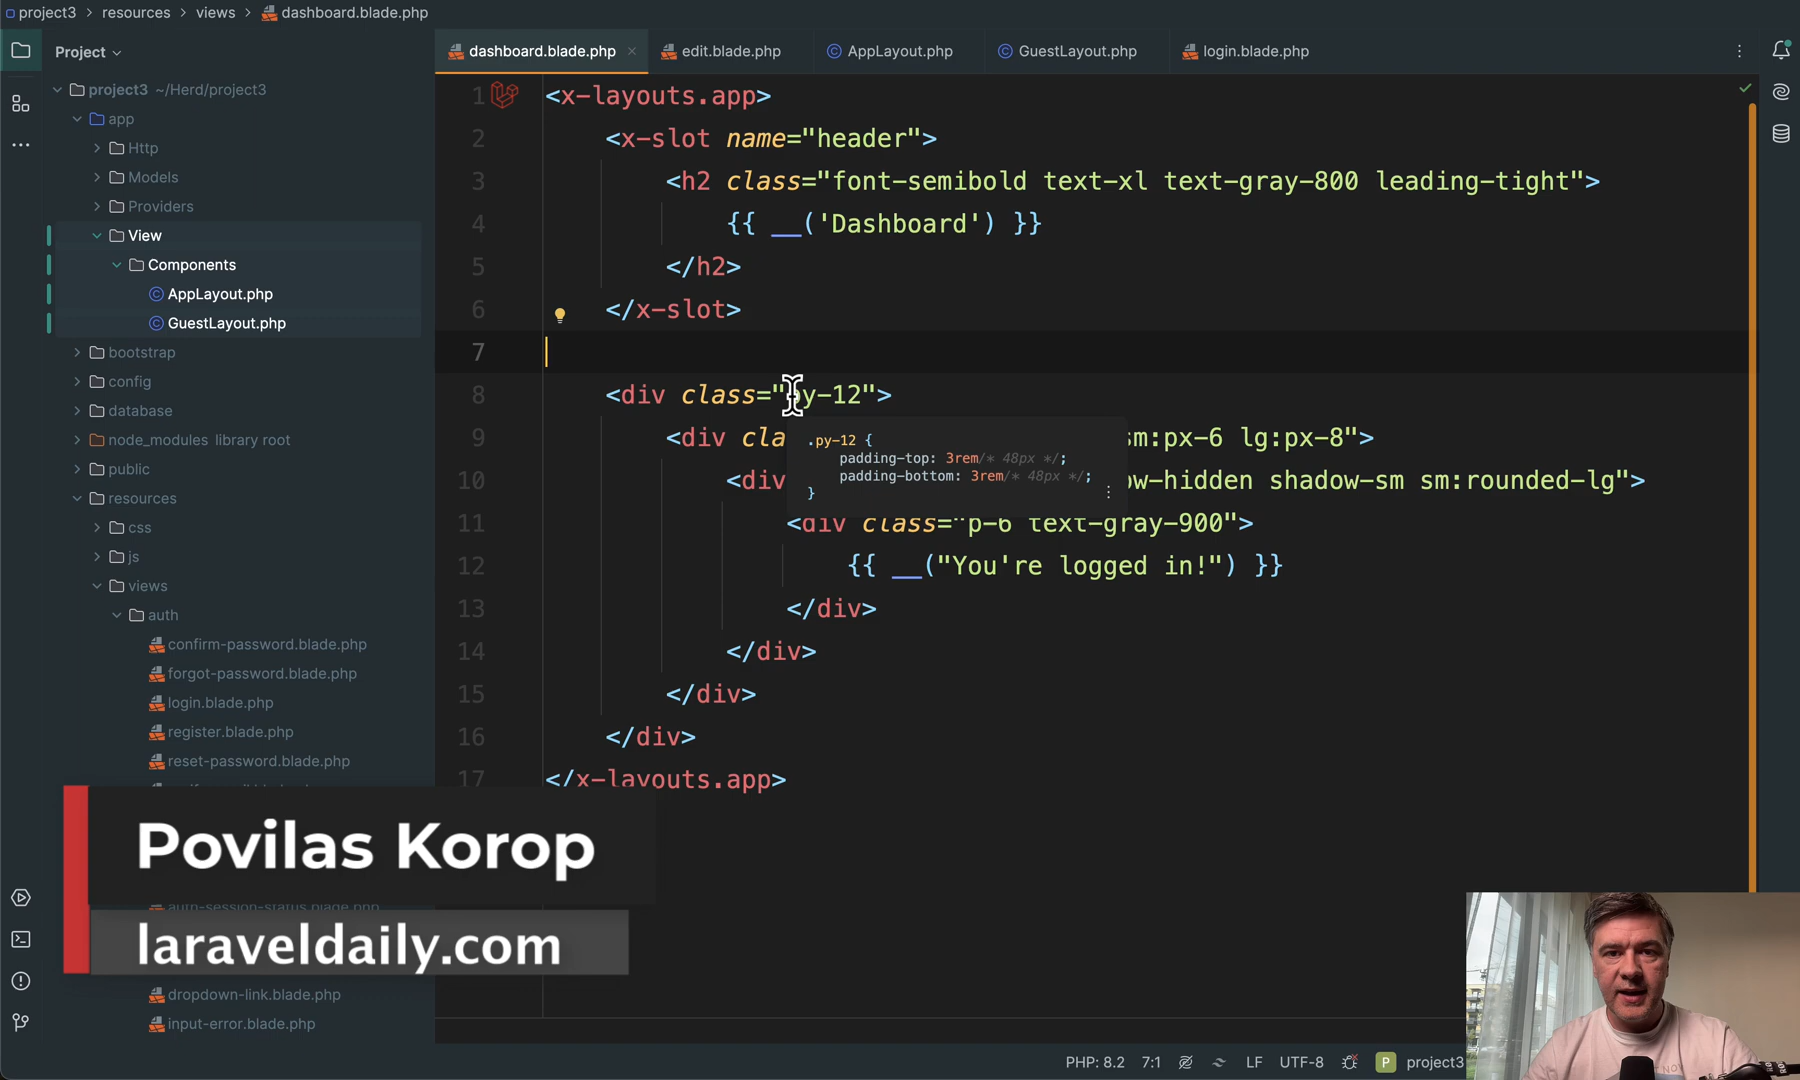 project3 > resources > views > dashboard.blade.php
Project
project3 ~/Herd/project3
app
Http
Models
Providers
View
Components
AppLayout.php
GuestLayout.php
bootstrap
config
database
node_modules library root
public
resources
css
js
views
auth
confirm-password.blade.php
forgot-password.blade.php
login.blade.php
register.blade.php
reset-password.blade.php
auth-session-status.blade.php
dropdown-link.blade.php
input-error.blade.php
dashboard.blade.php
edit.blade.php
AppLayout.php
GuestLayout.php
login.blade.php
1 <x-layouts.app>
2 <x-slot name="header">
3 <h2 class="font-semibold text-xl text-gray-800 leading-tight">
4 {{ __('Dashboard') }}
5 </h2>
6 </x-slot>
7
8 <div class="py-12">
9 <div cla sm:px-6 lg:px-8">
10 <div w-hidden shadow-sm sm:rounded-lg">
11 <div class="p-6 text-gray-900">
12 {{ __("You're logged in!") }}
13 </div>
14 </div>
15 </div>
16 </div>
17 </x-layouts.app>
.py-12 {
padding-top: 3rem/* 48px */;
padding-bottom: 3rem/* 48px */;
}
Povilas Korop
laraveldaily.com
PHP: 8.2 7:1 LF UTF-8 P project3